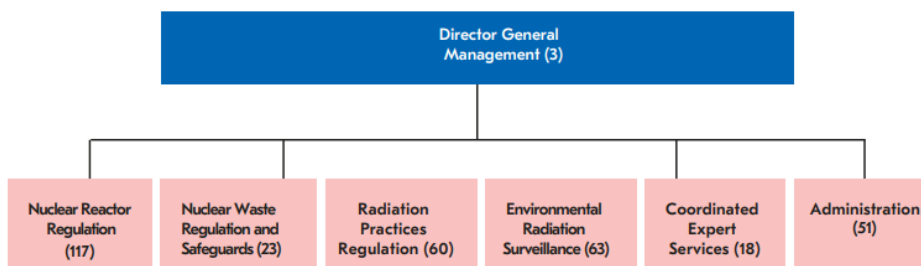 Director General
Management (3)
Nuclear Reactor
Regulation
(117)
Nuclear Waste
Regulation and
Safeguards (23)
Radiation
Practices
Regulation (60)
Environmental
Radiation
Surveillance (63)
Coordinated
Expert
Services (18)
Administration
(51)